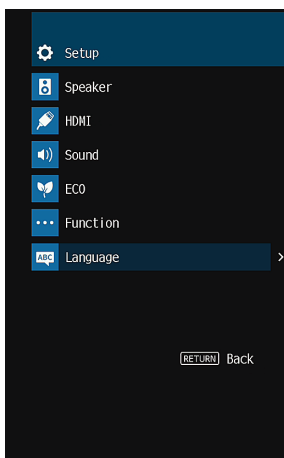 Setup
Speaker
HDMI
Sound
ECO
Function
ABC Language
RETURN Back